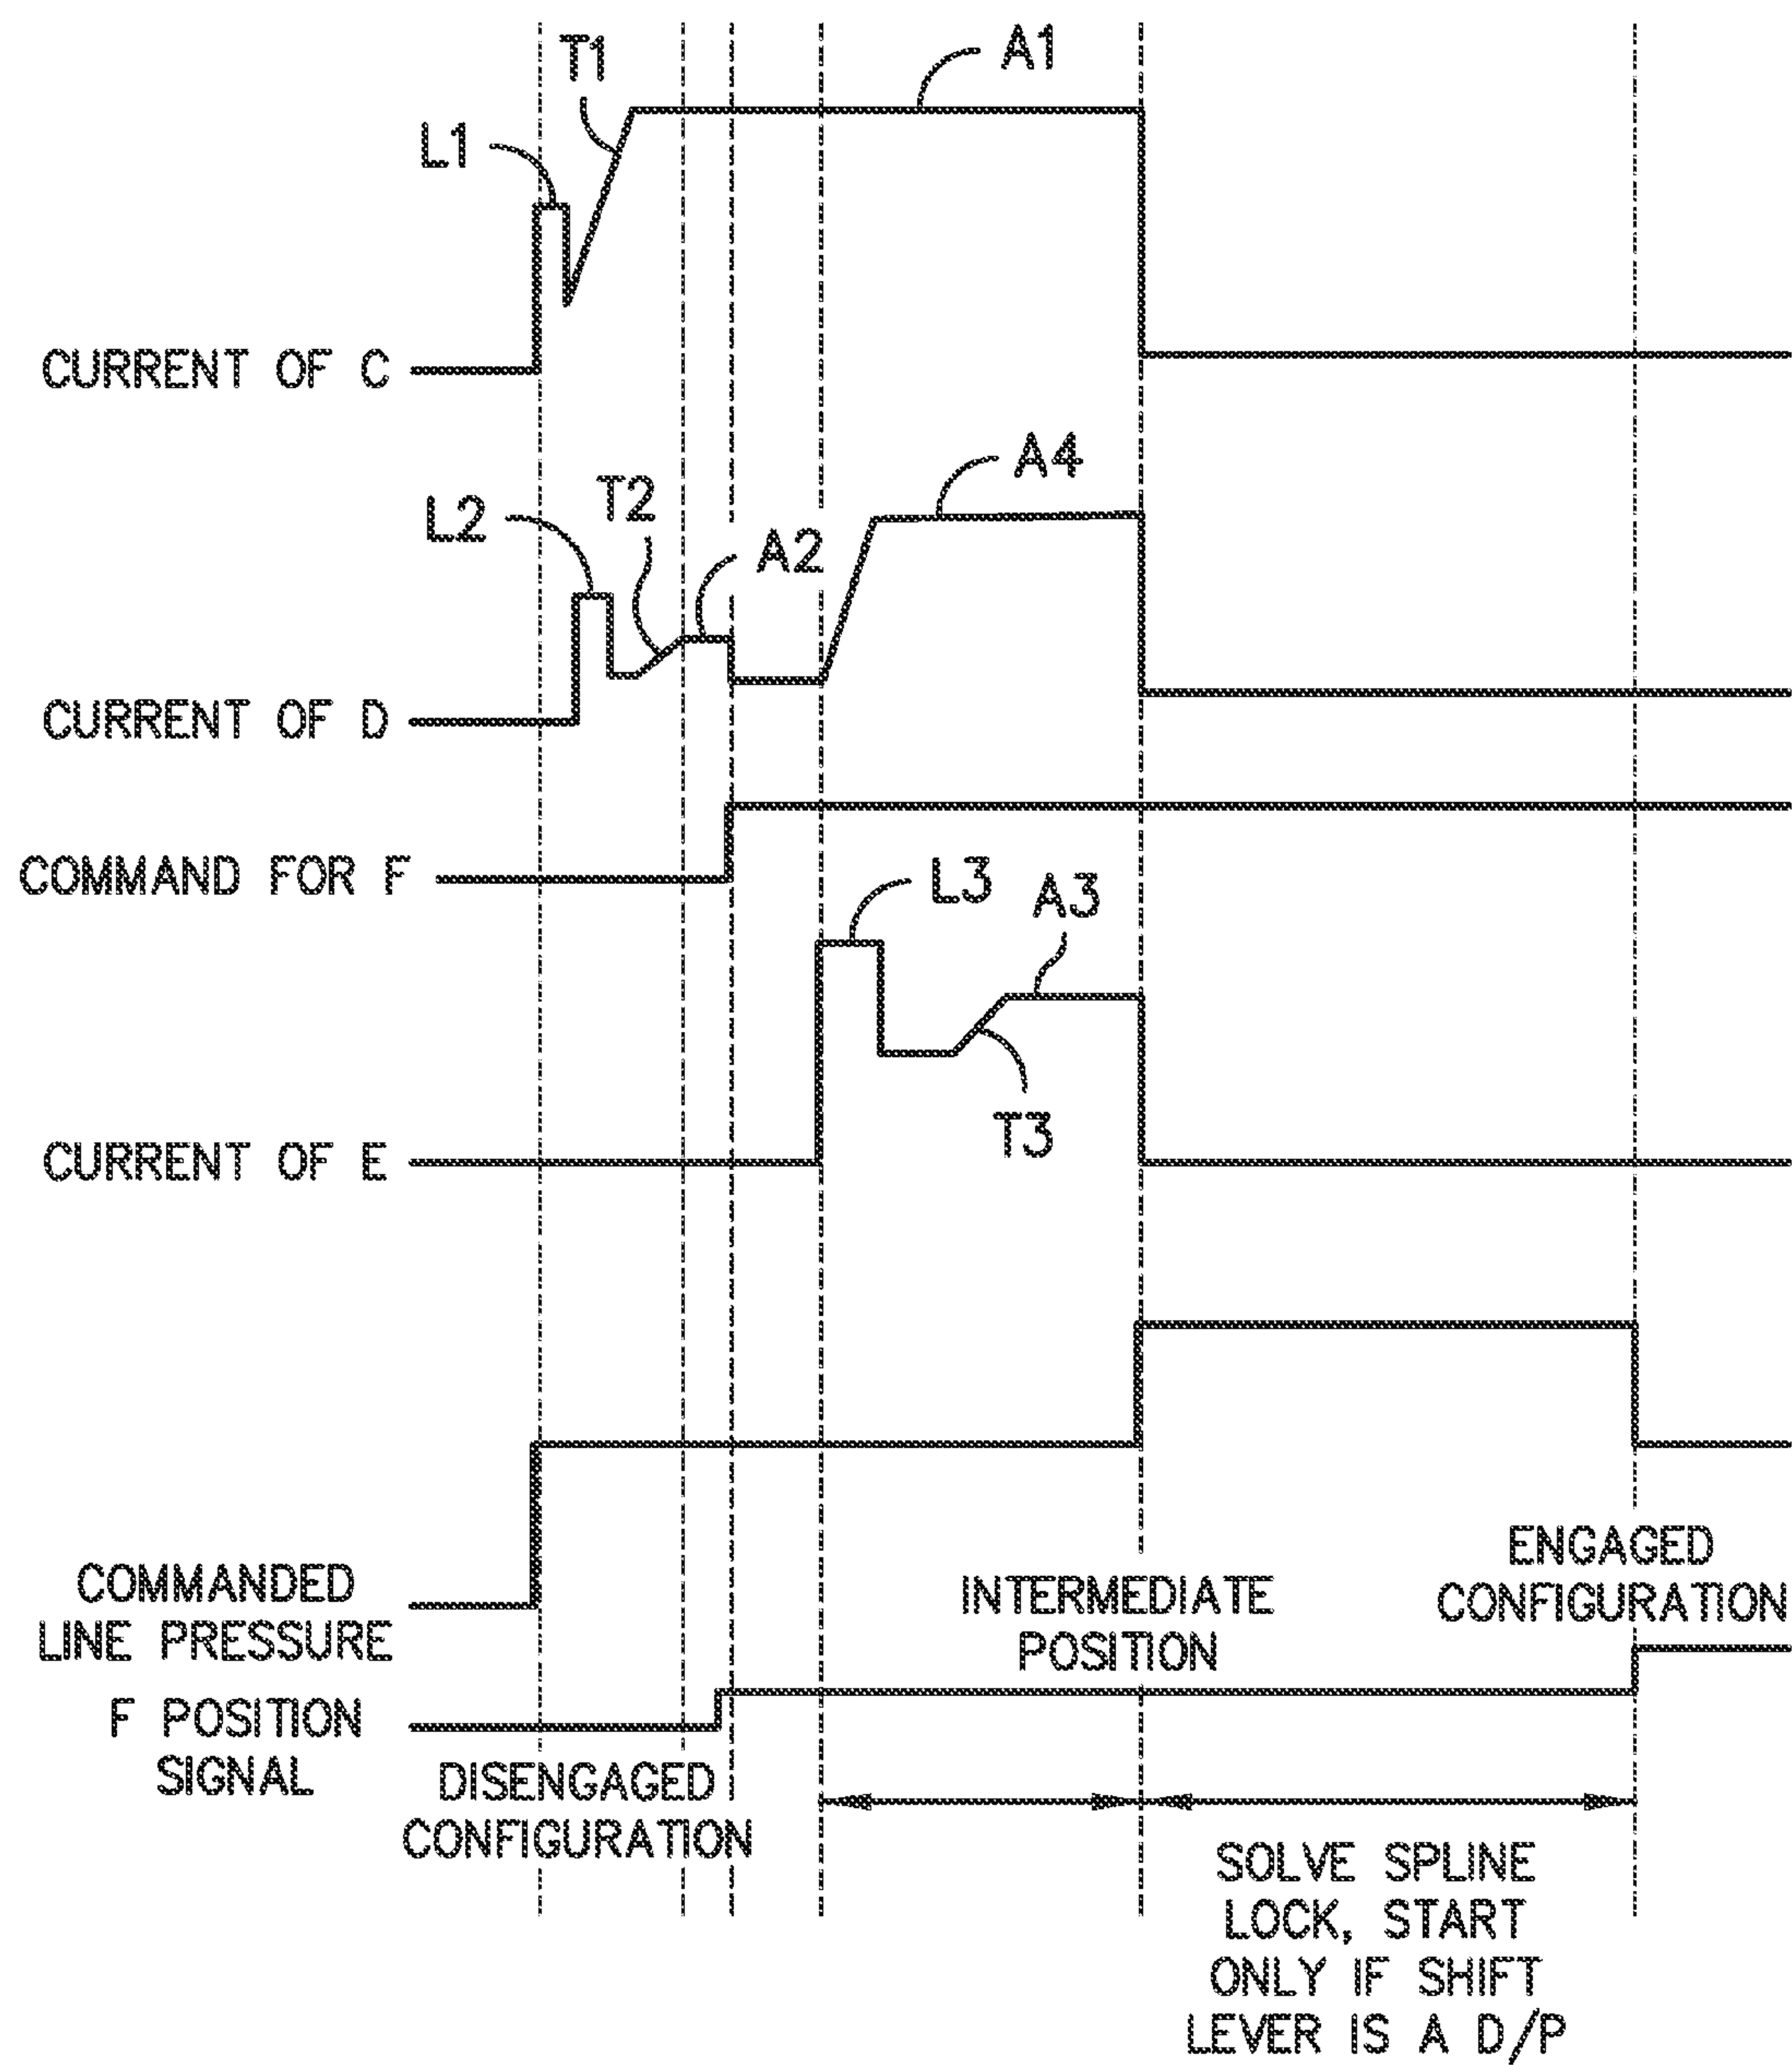 T1
A1
L1
CURRENT OF C
A4
T2
L2
A2
CURRENT OF D
COMMAND FOR F
L3
A3
T3
CURRENT OF E
COMMANDED
LINE PRESSURE
INTERMEDIATE
POSITION
ENGAGED
CONFIGURATION
F POSITION
SIGNAL
DISENGAGED
CONFIGURATION
SOLVE SPLINE
LOCK, START
ONLY IF SHIFT
LEVER IS A D/P